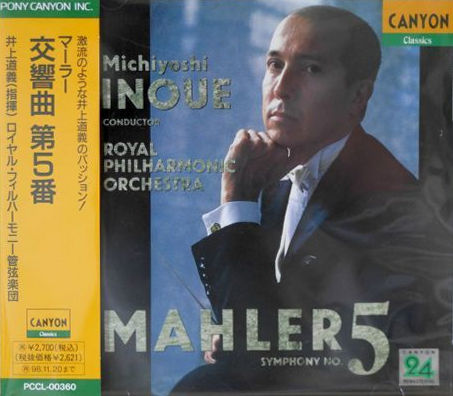 PONY CANYON INC.
激流のような井上道義のパッション!
マーラー
交響曲 第5番
井上道義(指揮) ロイヤル・フィルハーモニー管弦楽団
CANYON
Classics
¥2,700(税込)
(税抜価格¥2,621)
98.11.20まで
PCCL-00360
Michiyoshi
INOUE
CONDUCTOR
ROYAL
PHILHARMONIC
ORCHESTRA
CANYON
Classics
MAHLER 5
SYMPHONY NO.
CANYON
24